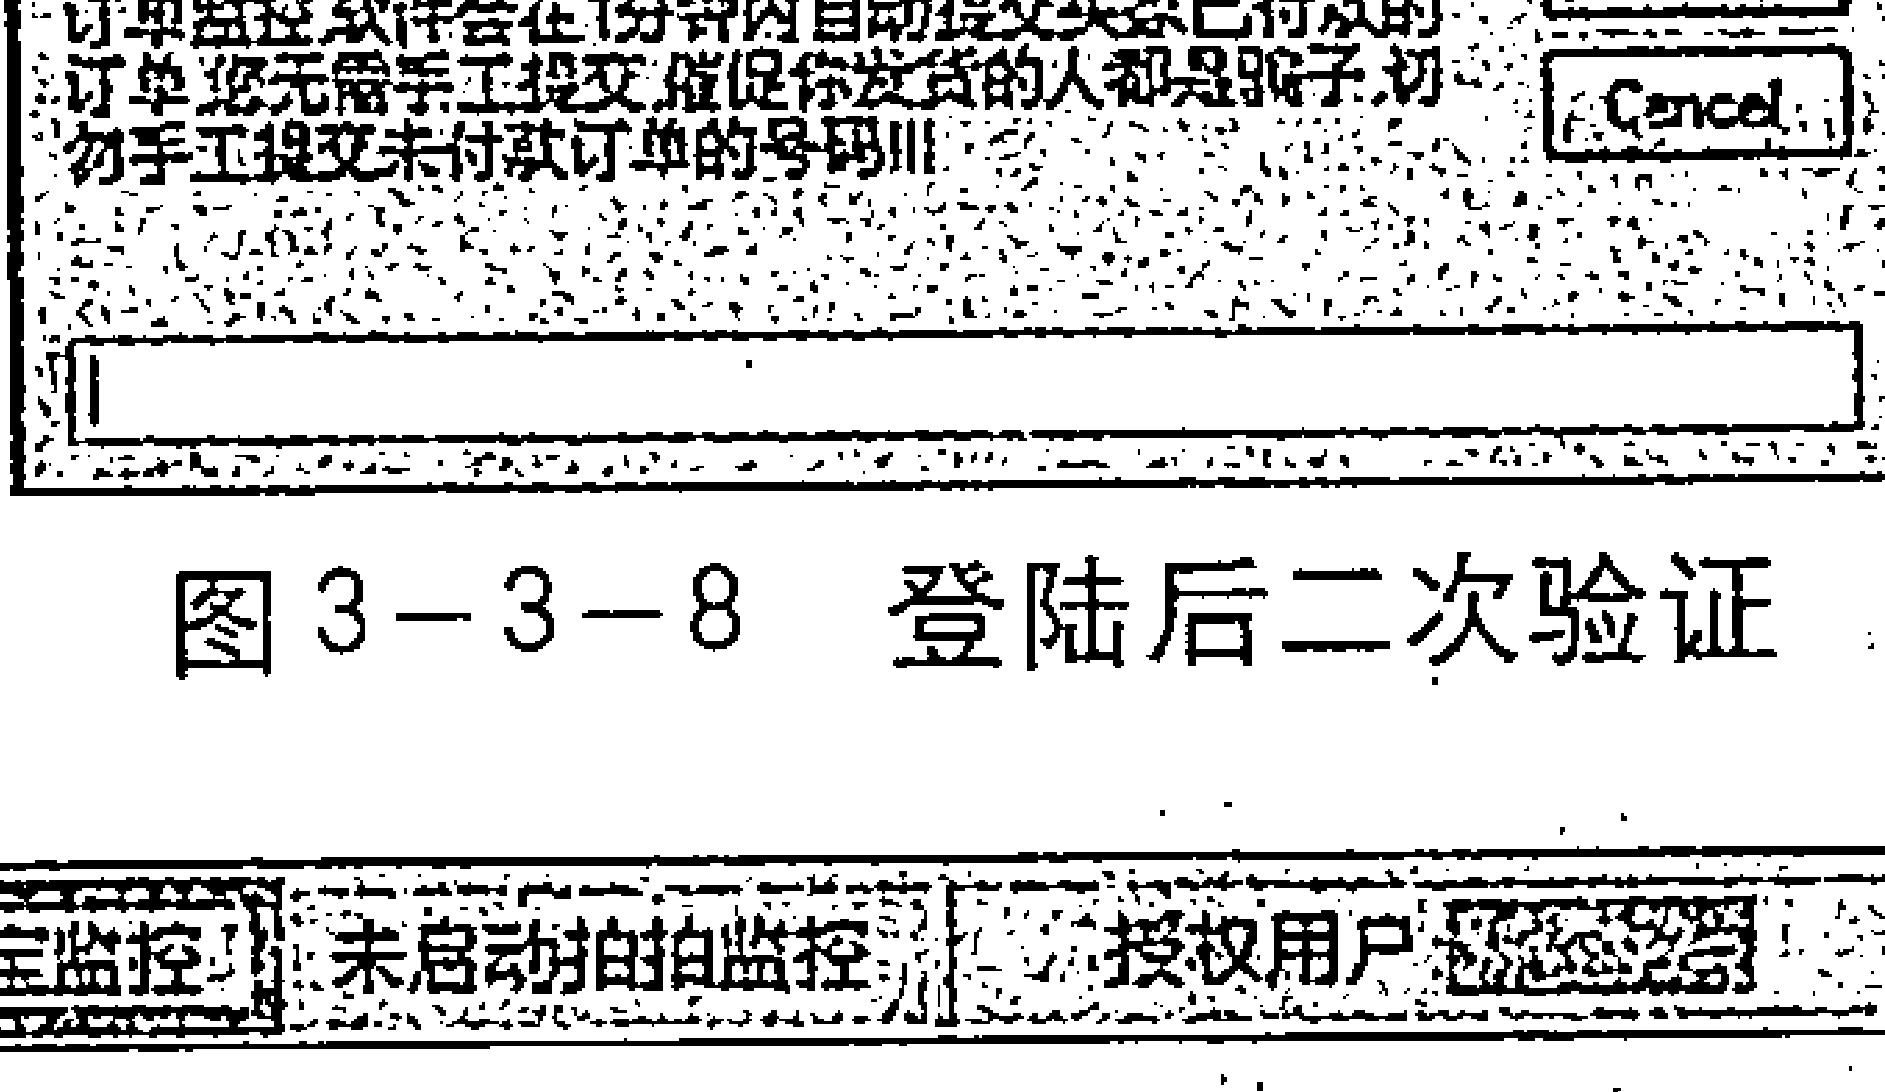 订单监控,软件会在1分钟内自动提交买家已付款的
订单,您无需手工提交,催促你发货的人都是骗子,切
勿手工提交未付款订单的号码!!!
Cancel
图3-3-8 登陆后二次验证
宝监控
未启动拍拍监控
授权用户